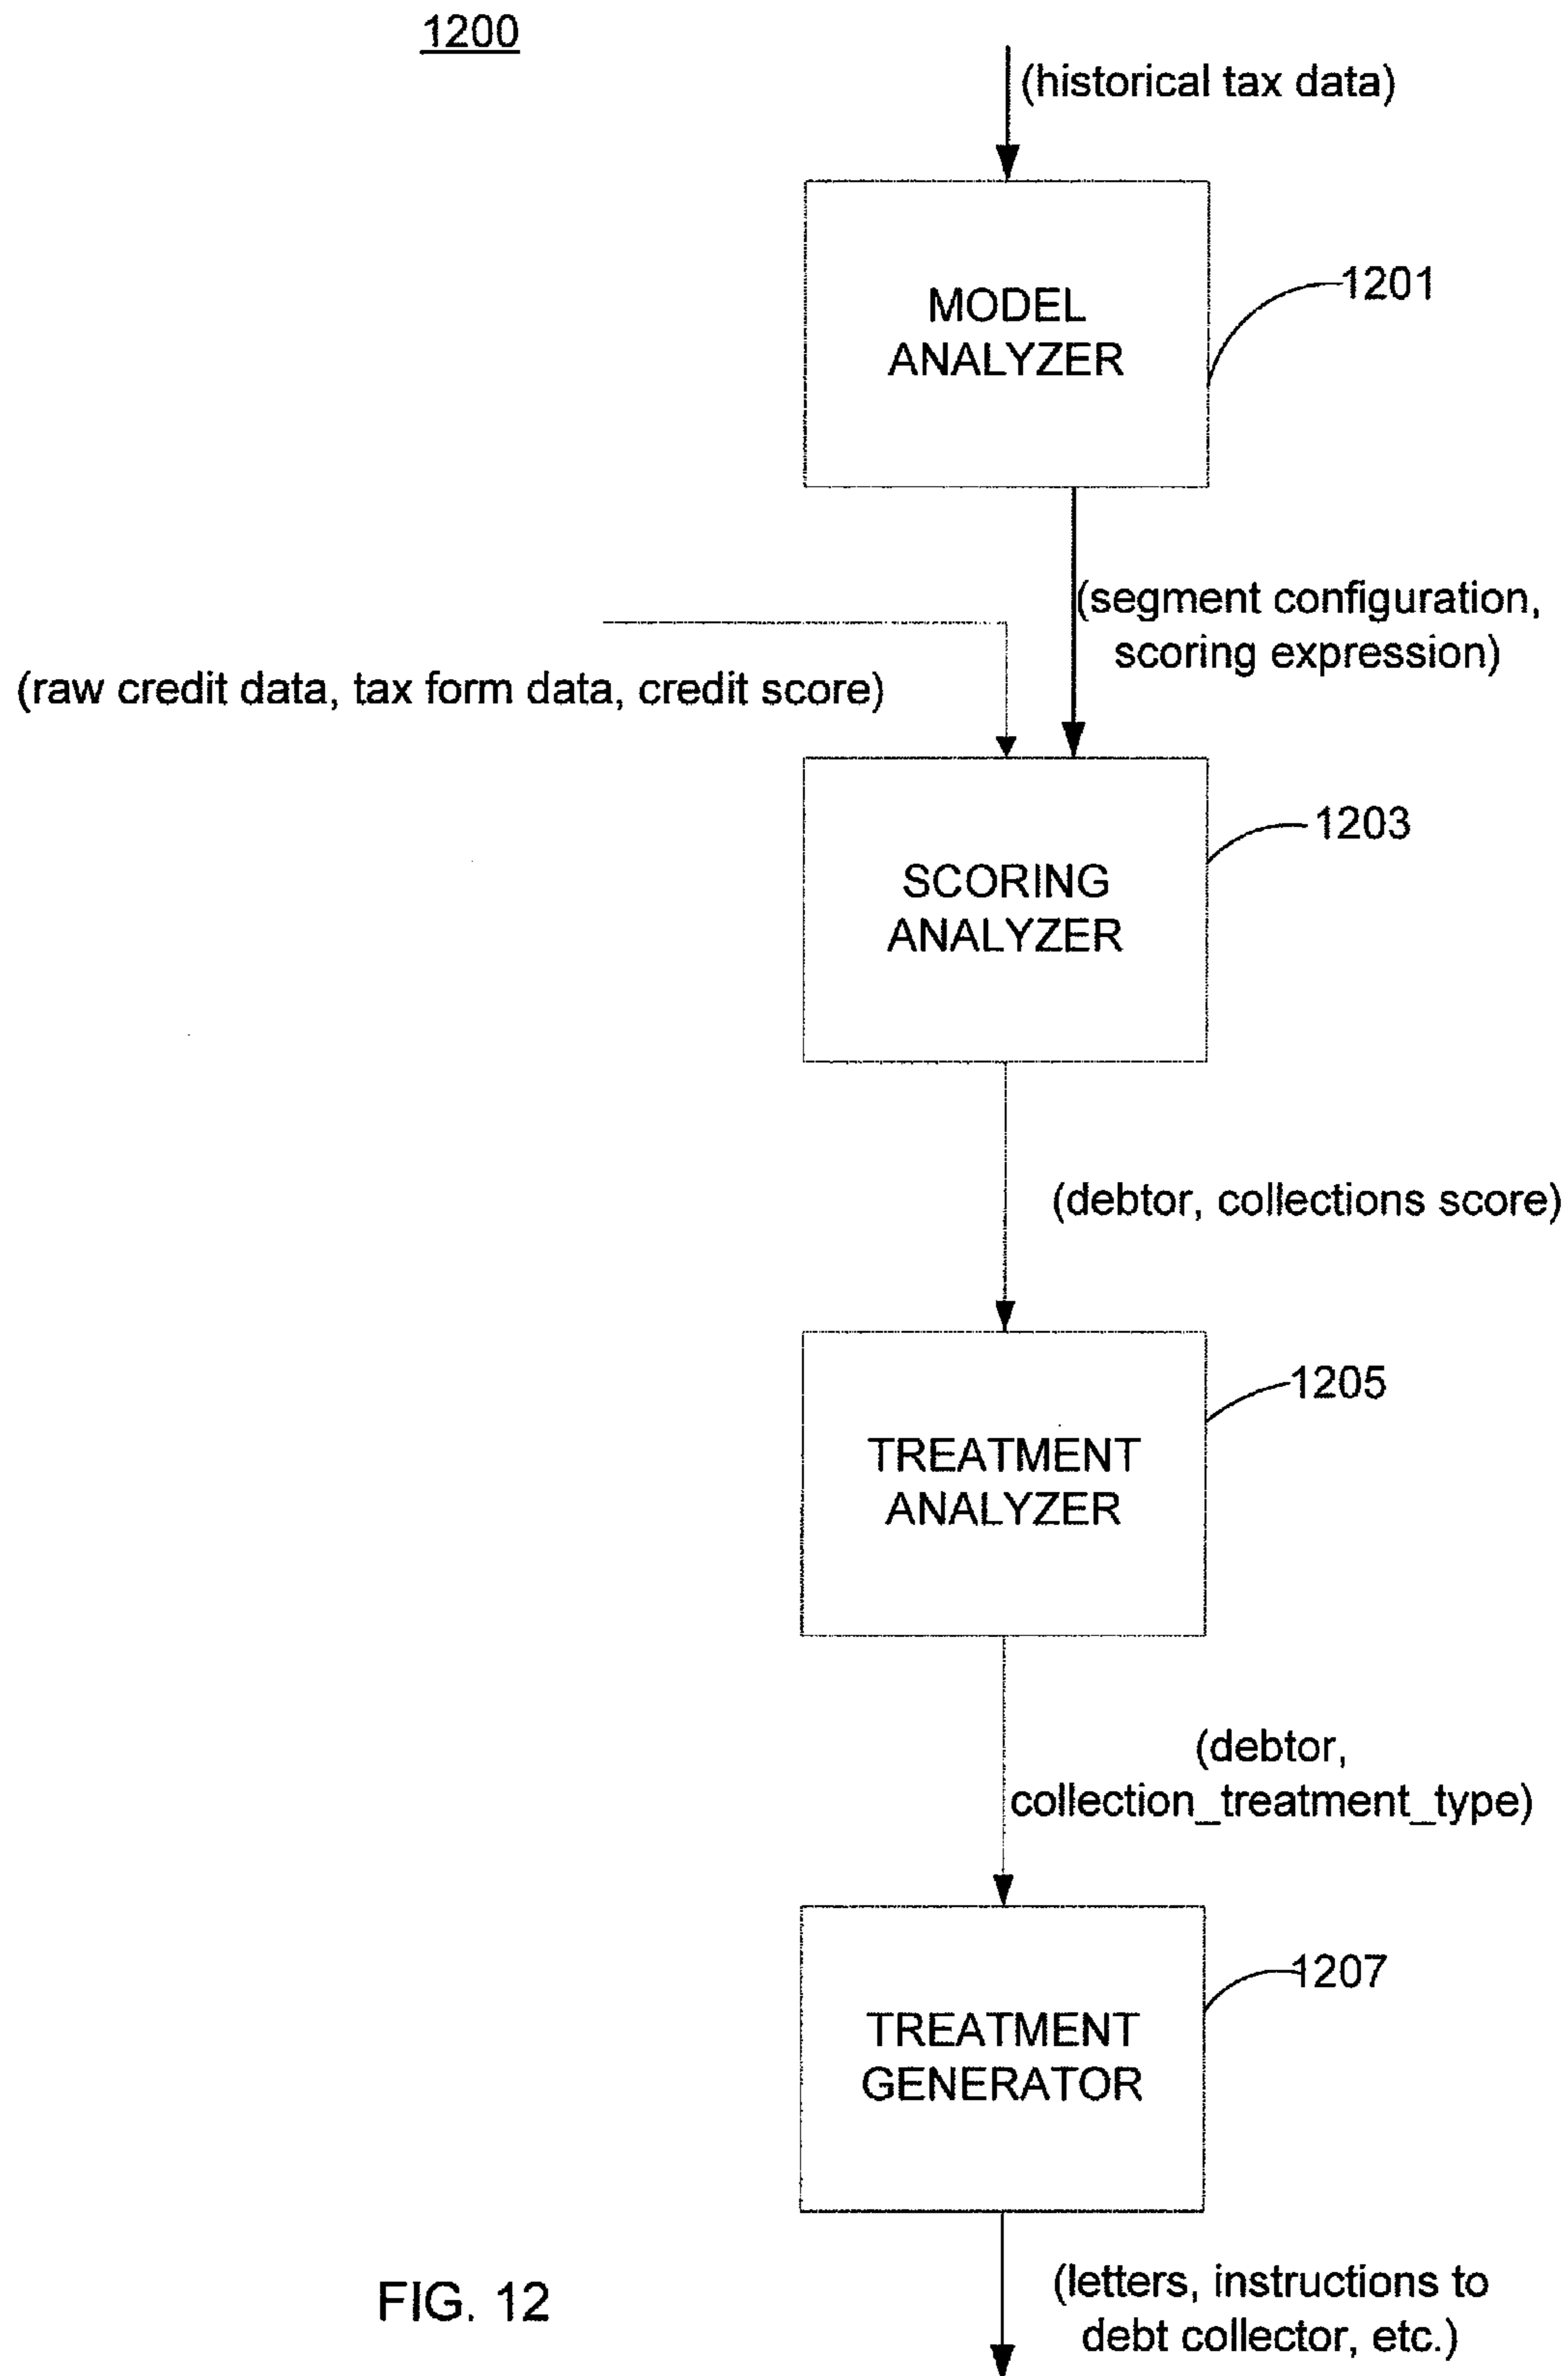 1200
(historical tax data)
MODEL
ANALYZER
1201
(segment configuration,
scoring expression)
(raw credit data, tax form data, credit score)
SCORING
ANALYZER
1203
(debtor, collections score)
TREATMENT
ANALYZER
1205
(debtor,
collection_treatment_type)
TREATMENT
GENERATOR
1207
(letters, instructions to
debt collector, etc.)
FIG. 12